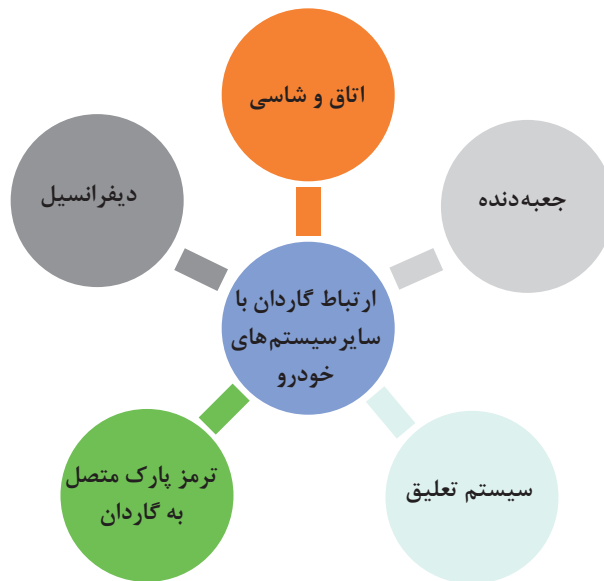 اتاق و شاسی
جعبه‌دنده
دیفرانسیل
ارتباط گاردان با
سایر سیستم‌های
خودرو
سیستم تعلیق
ترمز پارک متصل
به گاردان